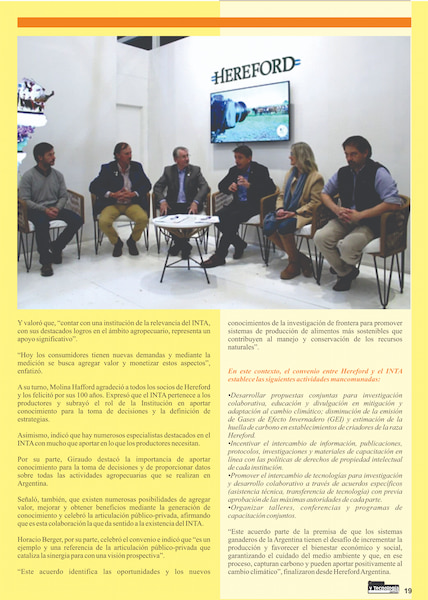 HEREFORD
Y valoró que, "contar con una institución de la relevancia del INTA,
con sus destacados logros en el ámbito agropecuario, representa un
apoyo significativo".
"Hoy los consumidores tienen nuevas demandas y mediante la
medición se busca agregar valor y monetizar estos aspectos",
enfatizó.
A su turno, Molina Hafford agradeció a todos los socios de Hereford
y los felicitó por sus 100 años. Expresó que el INTA pertenece a los
productores y subrayó el rol de la Institución en aportar
conocimiento para la toma de decisiones y la definición de
estrategias.
Asimismo, indicó que hay numerosos especialistas destacados en el
INTA con mucho que aportar en lo que los productores necesitan.
Por su parte, Giraudo destacó la importancia de aportar
conocimiento para la toma de decisiones y de proporcionar datos
sobre todas las actividades agropecuarias que se realizan en
Argentina.
Señaló, también, que existen numerosas posibilidades de agregar
valor, mejorar y obtener beneficios mediante la generación de
conocimiento y celebró la articulación público-privada, afirmando
que es esta colaboración la que da sentido a la existencia del INTA.
Horacio Berger, por su parte, celebró el convenio e indicó que "es un
ejemplo y una referencia de la articulación público-privada que
cataliza la sinergia para con una visión prospectiva".
"Este acuerdo identifica las oportunidades y los nuevos
conocimientos de la investigación de frontera para promover
sistemas de producción de alimentos más sostenibles que
contribuyen al manejo y conservación de los recursos
naturales".
En este contexto, el convenio entre Hereford y el INTA
establece las siguientes actividades mancomunadas:
•Desarrollar propuestas conjuntas para investigación
colaborativa, educación y divulgación en mitigación y
adaptación al cambio climático; disminución de la emisión
de Gases de Efecto Invernadero (GEI) y estimación de la
huella de carbono en establecimientos de criadores de la raza
Hereford.
•Incentivar el intercambio de información, publicaciones,
protocolos, investigaciones y materiales de capacitación en
línea con las políticas de derechos de propiedad intelectual
de cada institución.
•Promover el intercambio de tecnologías para investigación
y desarrollo colaborativo a través de acuerdos específicos
(asistencia técnica, transferencia de tecnología) con previa
aprobación de las máximas autoridades de cada parte.
•Organizar talleres, conferencias y programas de
capacitación conjuntos.
"Este acuerdo parte de la premisa de que los sistemas
ganaderos de la Argentina tienen el desafío de incrementar la
producción y favorecer el bienestar económico y social,
garantizando el cuidado del medio ambiente y que, en ese
proceso, capturan carbono y pueden aportar positivamente al
cambio climático", finalizaron desde Hereford Argentina.
19